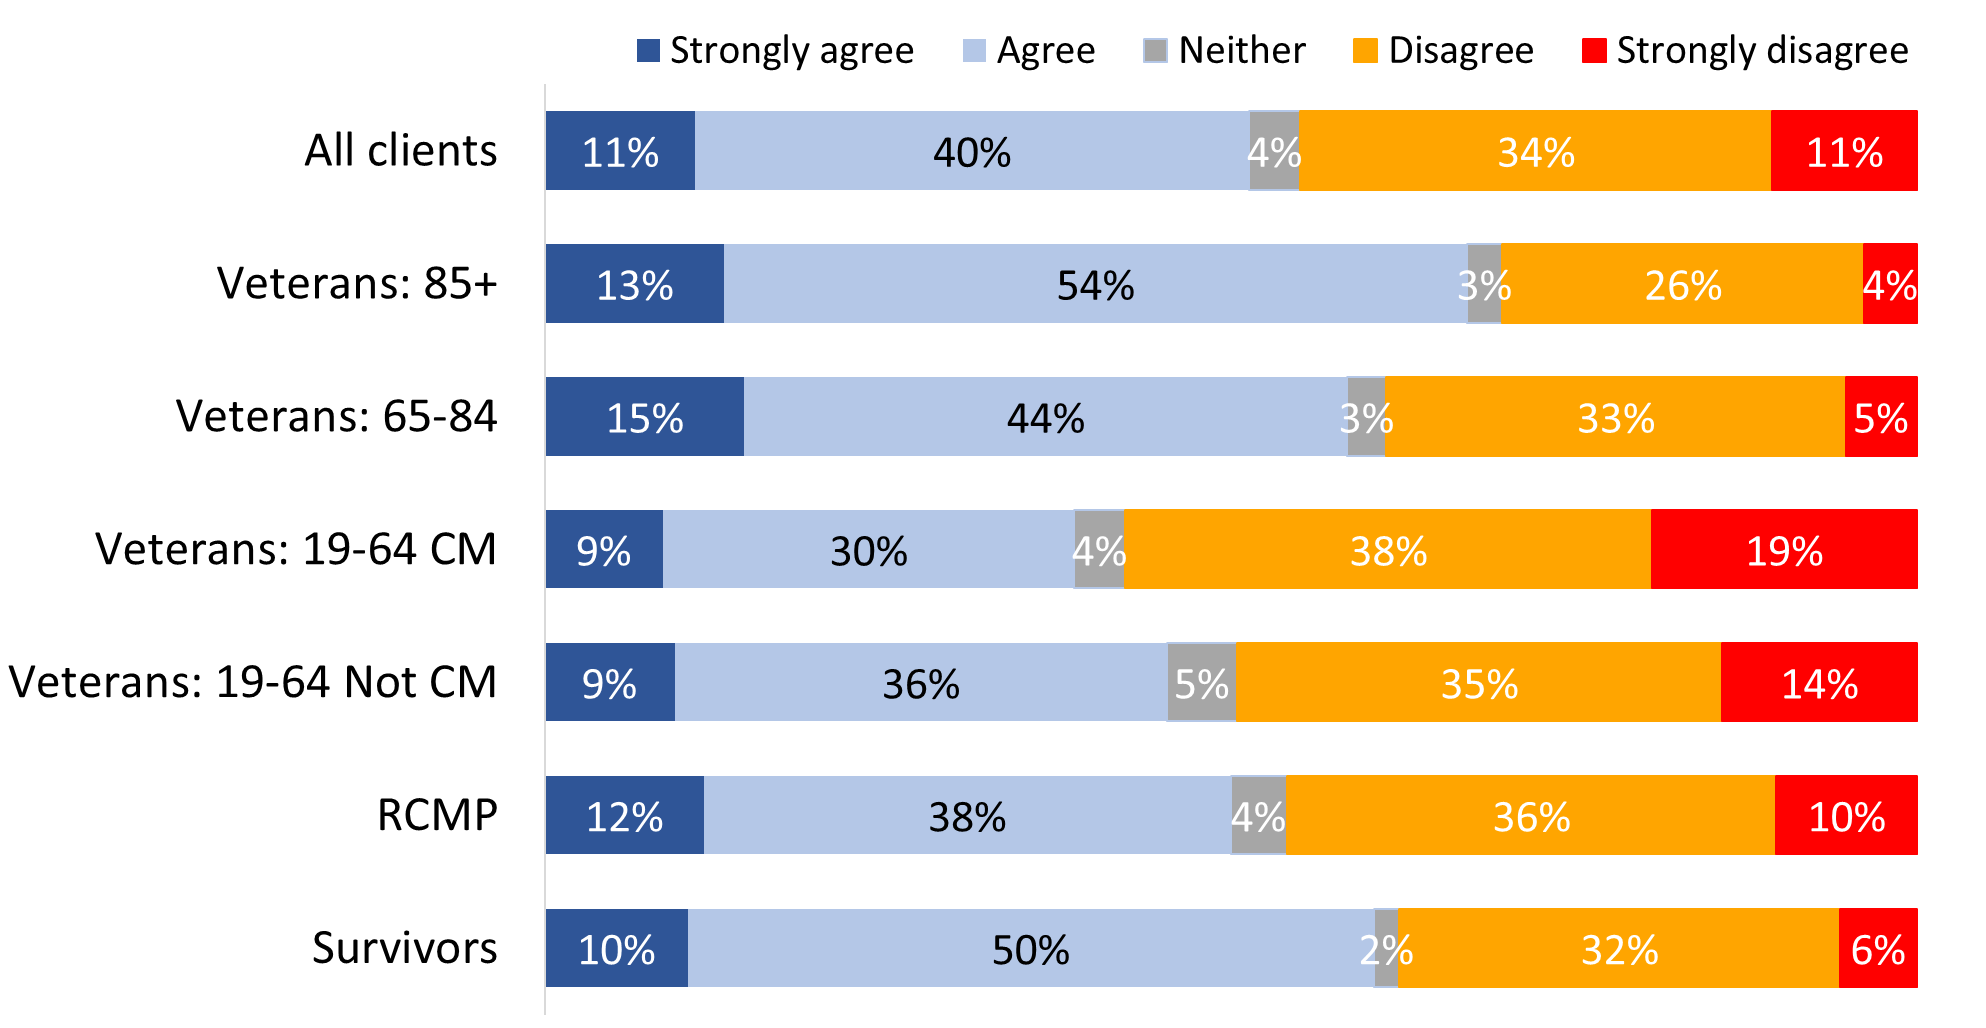 Strongly agree Agree Neither Disagree Strongly disagree
All clients 11% 40% 4% 34% 11%
Veterans: 85+ 13% 54% 3% 26% 4%
Veterans: 65-84 15% 44% 3% 33% 5%
Veterans: 19-64 CM 9% 30% 4% 38% 19%
Veterans: 19-64 Not CM 9% 36% 5% 35% 14%
RCMP 12% 38% 4% 36% 10%
Survivors 10% 50% 2% 32% 6%